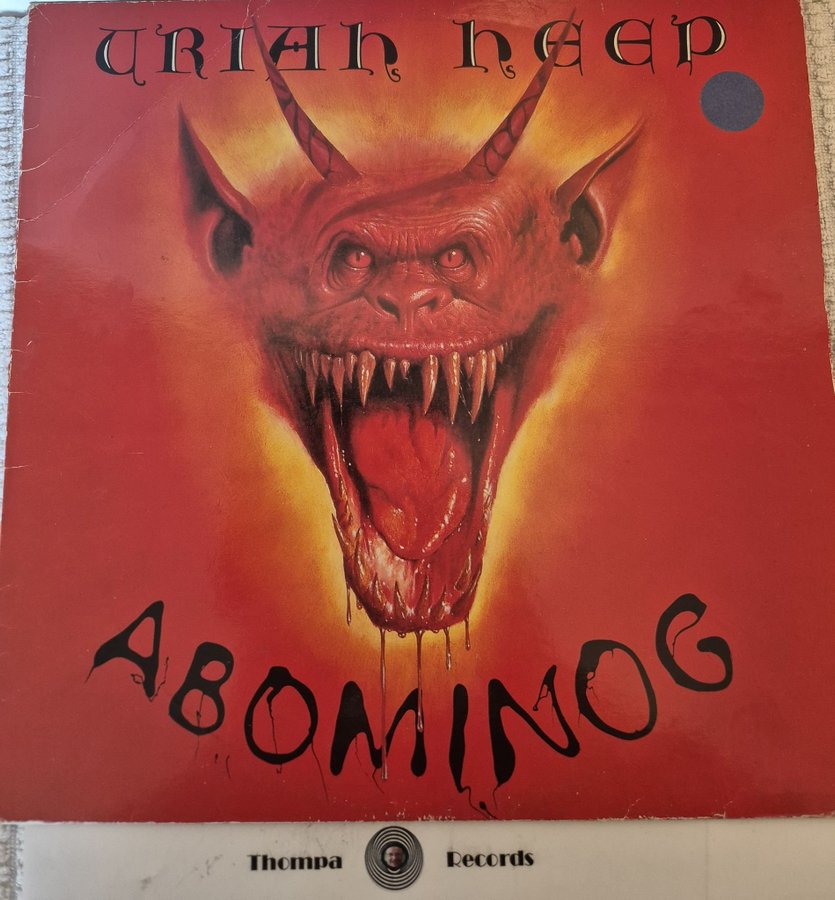 URIAH HEEP
ABOMINOG
Thompa Records